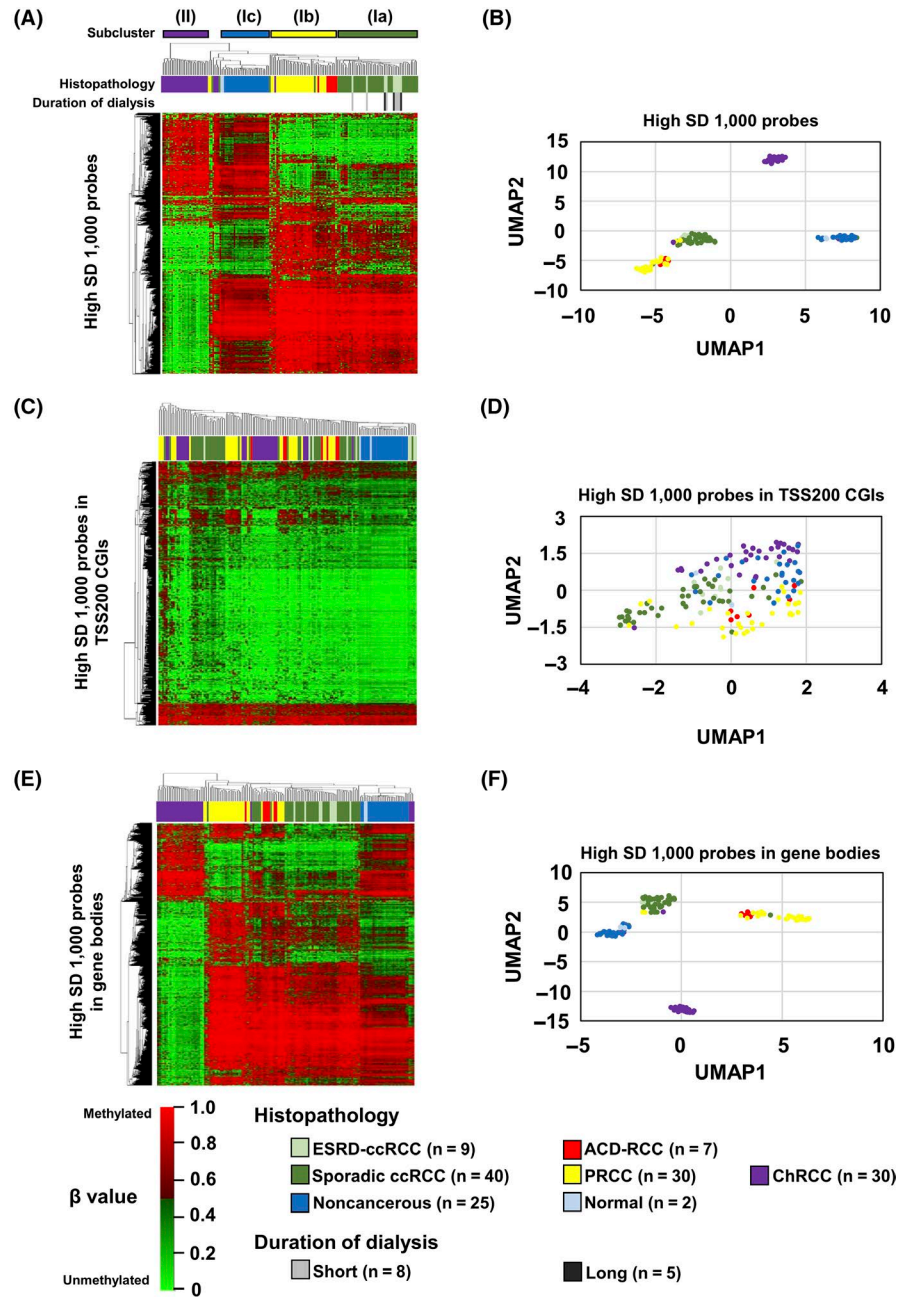 (A)
(II) (Ic) (Ib) (Ia)
Subcluster
Histopathology
Duration of dialysis
High SD 1,000 probes
(B)
High SD 1,000 probes
15
10
5
0
−5
−10
−10 −5 0 5 10
UMAP2
UMAP1
(C)
High SD 1,000 probes in
TSS200 CGIs
(D)
High SD 1,000 probes in TSS200 CGIs
3
1.5
0
−1.5
−3
−4 −2 0 2 4
UMAP2
UMAP1
(E)
High SD 1,000 probes
in gene bodies
(F)
High SD 1,000 probes in gene bodies
10
5
0
−5
−10
−15
−5 0 5 10
UMAP2
UMAP1
Methylated
1.0
0.8
0.6
0.4
0.2
0
β value
Unmethylated
Histopathology
ESRD-ccRCC (n = 9)
ACD-RCC (n = 7)
Sporadic ccRCC (n = 40)
PRCC (n = 30)
ChRCC (n = 30)
Noncancerous (n = 25)
Normal (n = 2)
Duration of dialysis
Short (n = 8)
Long (n = 5)